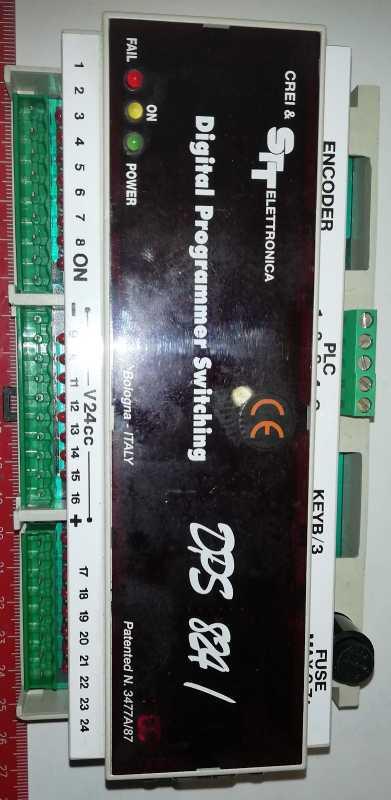 ENCODER
PLC
KEYB/3
FUSE
CREI &
STT
ELETTRONICA
Digital Programmer Switching
DPS 824/
CE
FAIL
ON
POWER
Bologna - ITALY
Patented N. 3477A/87
1 2 3 4 5 6 7 8 ON - V24cc 9 11 12 13 14 15 16 + 17 18 19 20 21 22 23 24